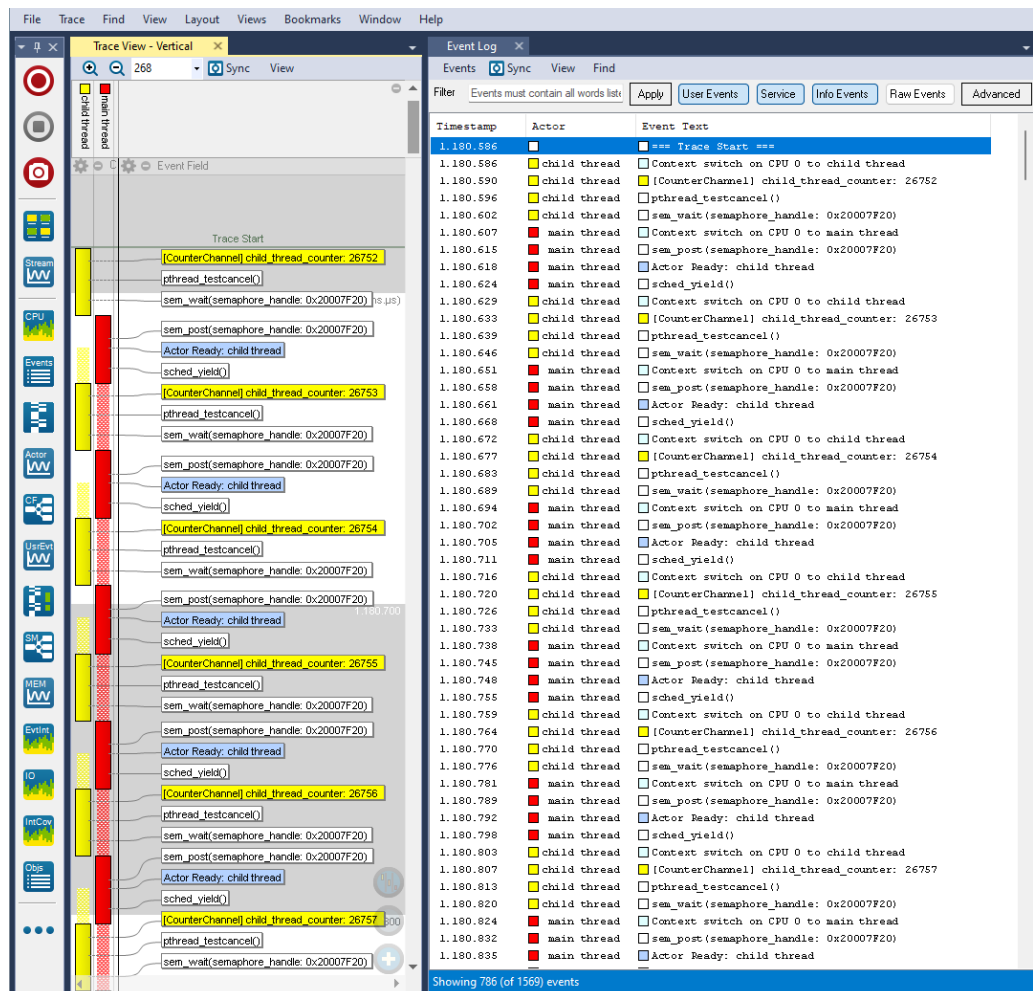 File Trace Find View Layout Views Bookmarks Window Help
Trace View - Vertical
268 Sync View
child thread
main thread
C Event Field
Trace Start
[CounterChannel] child_thread_counter: 26752
pthread_testcancel()
sem_wait(semaphore_handle: 0x20007F20)
sem_post(semaphore_handle: 0x20007F20)
Actor Ready: child thread
sched_yield()
[CounterChannel] child_thread_counter: 26753
pthread_testcancel()
sem_wait(semaphore_handle: 0x20007F20)
sem_post(semaphore_handle: 0x20007F20)
Actor Ready: child thread
sched_yield()
[CounterChannel] child_thread_counter: 26754
pthread_testcancel()
sem_wait(semaphore_handle: 0x20007F20)
sem_post(semaphore_handle: 0x20007F20)
1.180.700
Actor Ready: child thread
sched_yield()
[CounterChannel] child_thread_counter: 26755
pthread_testcancel()
sem_wait(semaphore_handle: 0x20007F20)
sem_post(semaphore_handle: 0x20007F20)
Actor Ready: child thread
sched_yield()
[CounterChannel] child_thread_counter: 26756
pthread_testcancel()
sem_wait(semaphore_handle: 0x20007F20)
sem_post(semaphore_handle: 0x20007F20)
Actor Ready: child thread
sched_yield()
[CounterChannel] child_thread_counter: 26757
pthread_testcancel()
sem_wait(semaphore_handle: 0x20007F20)
Stream
CPU
Events
Actor
CF
UsrEvt
SM
MEM
EvtInt
IO
IntCov
Objs
Event Log
Events Sync View Find
Filter Events must contain all words liste Apply User Events Service Info Events Raw Events Advanced
Timestamp Actor Event Text
1.180.586 === Trace Start ===
1.180.586 child thread Context switch on CPU 0 to child thread
1.180.590 child thread [CounterChannel] child_thread_counter: 26752
1.180.596 child thread pthread_testcancel()
1.180.602 child thread sem_wait(semaphore_handle: 0x20007F20)
1.180.607 main thread Context switch on CPU 0 to main thread
1.180.615 main thread sem_post(semaphore_handle: 0x20007F20)
1.180.618 main thread Actor Ready: child thread
1.180.624 main thread sched_yield()
1.180.629 child thread Context switch on CPU 0 to child thread
1.180.633 child thread [CounterChannel] child_thread_counter: 26753
1.180.639 child thread pthread_testcancel()
1.180.646 child thread sem_wait(semaphore_handle: 0x20007F20)
1.180.651 main thread Context switch on CPU 0 to main thread
1.180.658 main thread sem_post(semaphore_handle: 0x20007F20)
1.180.661 main thread Actor Ready: child thread
1.180.668 main thread sched_yield()
1.180.672 child thread Context switch on CPU 0 to child thread
1.180.677 child thread [CounterChannel] child_thread_counter: 26754
1.180.683 child thread pthread_testcancel()
1.180.689 child thread sem_wait(semaphore_handle: 0x20007F20)
1.180.694 main thread Context switch on CPU 0 to main thread
1.180.702 main thread sem_post(semaphore_handle: 0x20007F20)
1.180.705 main thread Actor Ready: child thread
1.180.711 main thread sched_yield()
1.180.716 child thread Context switch on CPU 0 to child thread
1.180.720 child thread [CounterChannel] child_thread_counter: 26755
1.180.726 child thread pthread_testcancel()
1.180.733 child thread sem_wait(semaphore_handle: 0x20007F20)
1.180.738 main thread Context switch on CPU 0 to main thread
1.180.745 main thread sem_post(semaphore_handle: 0x20007F20)
1.180.748 main thread Actor Ready: child thread
1.180.755 main thread sched_yield()
1.180.759 child thread Context switch on CPU 0 to child thread
1.180.764 child thread [CounterChannel] child_thread_counter: 26756
1.180.770 child thread pthread_testcancel()
1.180.776 child thread sem_wait(semaphore_handle: 0x20007F20)
1.180.781 main thread Context switch on CPU 0 to main thread
1.180.789 main thread sem_post(semaphore_handle: 0x20007F20)
1.180.792 main thread Actor Ready: child thread
1.180.798 main thread sched_yield()
1.180.803 child thread Context switch on CPU 0 to child thread
1.180.807 child thread [CounterChannel] child_thread_counter: 26757
1.180.813 child thread pthread_testcancel()
1.180.820 child thread sem_wait(semaphore_handle: 0x20007F20)
1.180.824 main thread Context switch on CPU 0 to main thread
1.180.832 main thread sem_post(semaphore_handle: 0x20007F20)
1.180.835 main thread Actor Ready: child thread
Showing 786 (of 1569) events